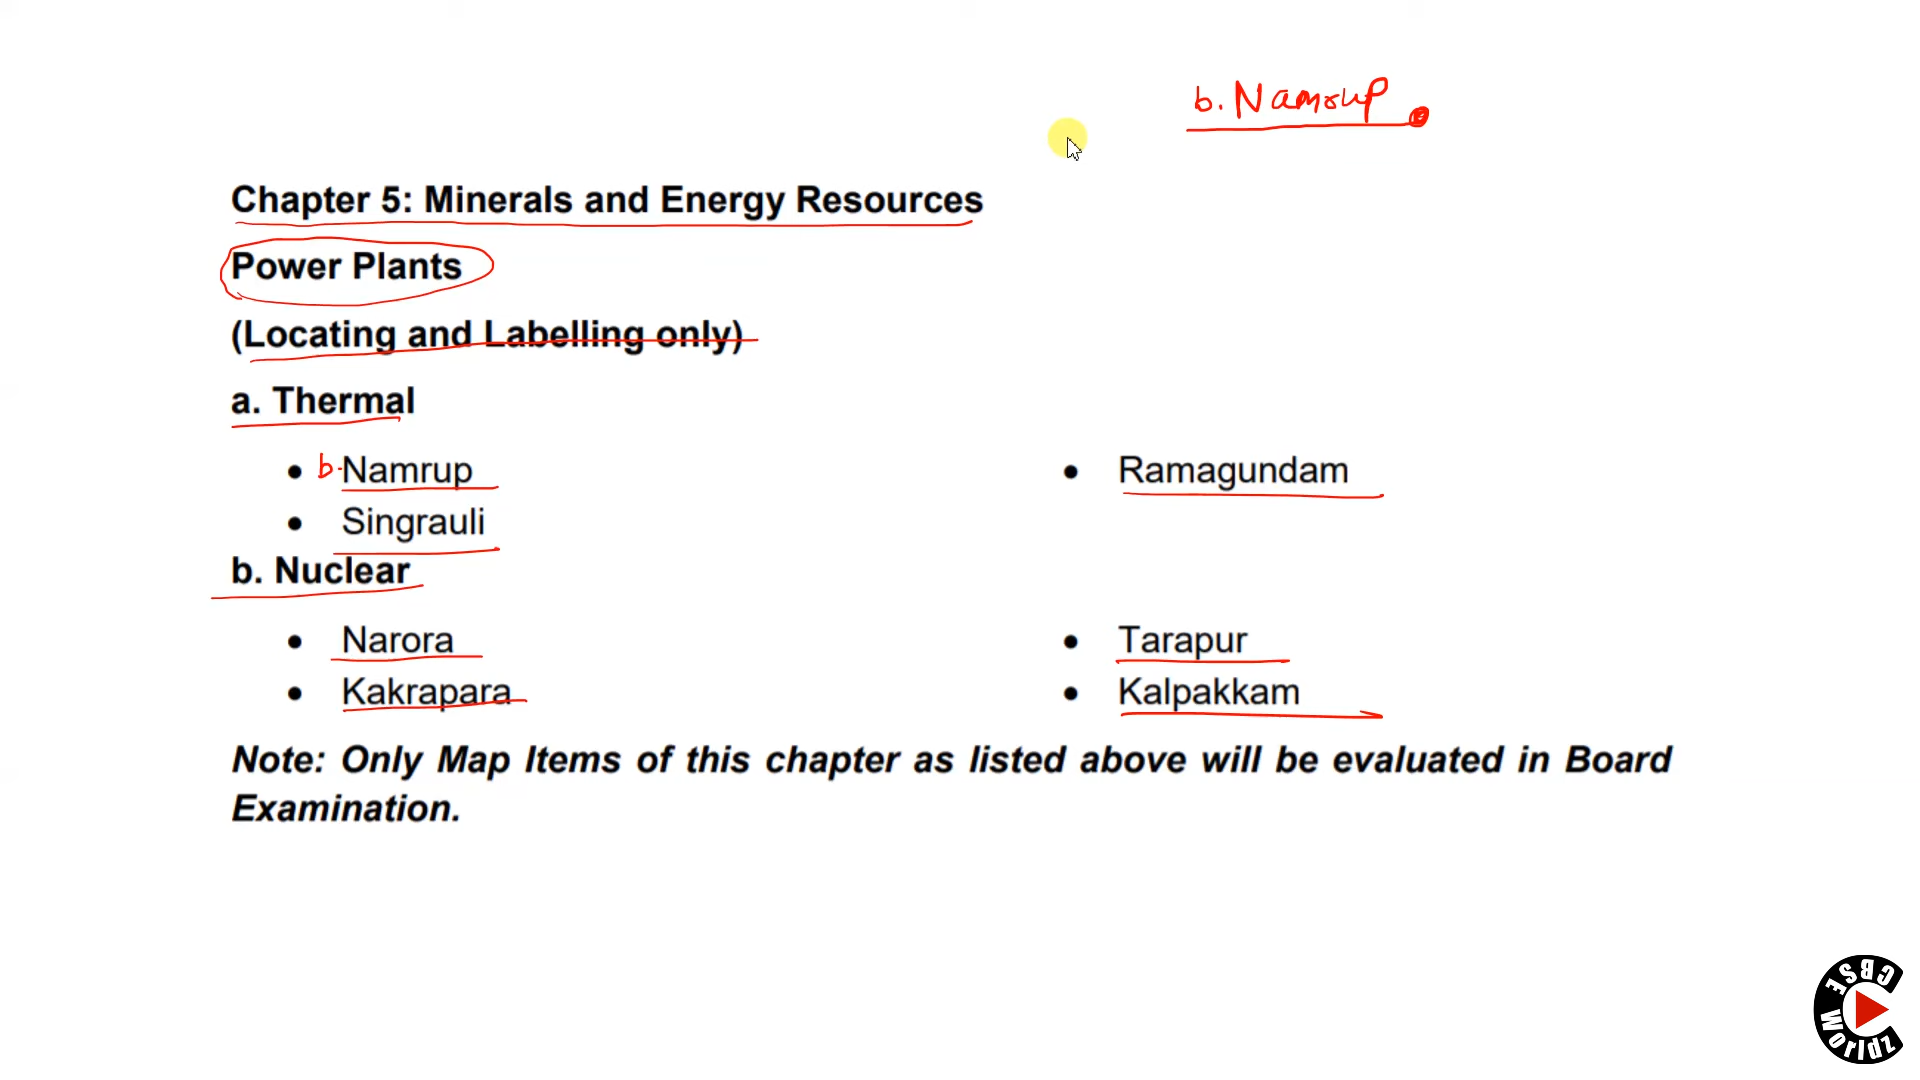 b. Namrup
Chapter 5: Minerals and Energy Resources
Power Plants
(Locating and Labelling only)
a. Thermal
• b. Namrup • Ramagundam
• Singrauli
b. Nuclear
• Narora • Tarapur
• Kakrapara • Kalpakkam
Note: Only Map Items of this chapter as listed above will be evaluated in Board
Examination.
CBSE Worldz